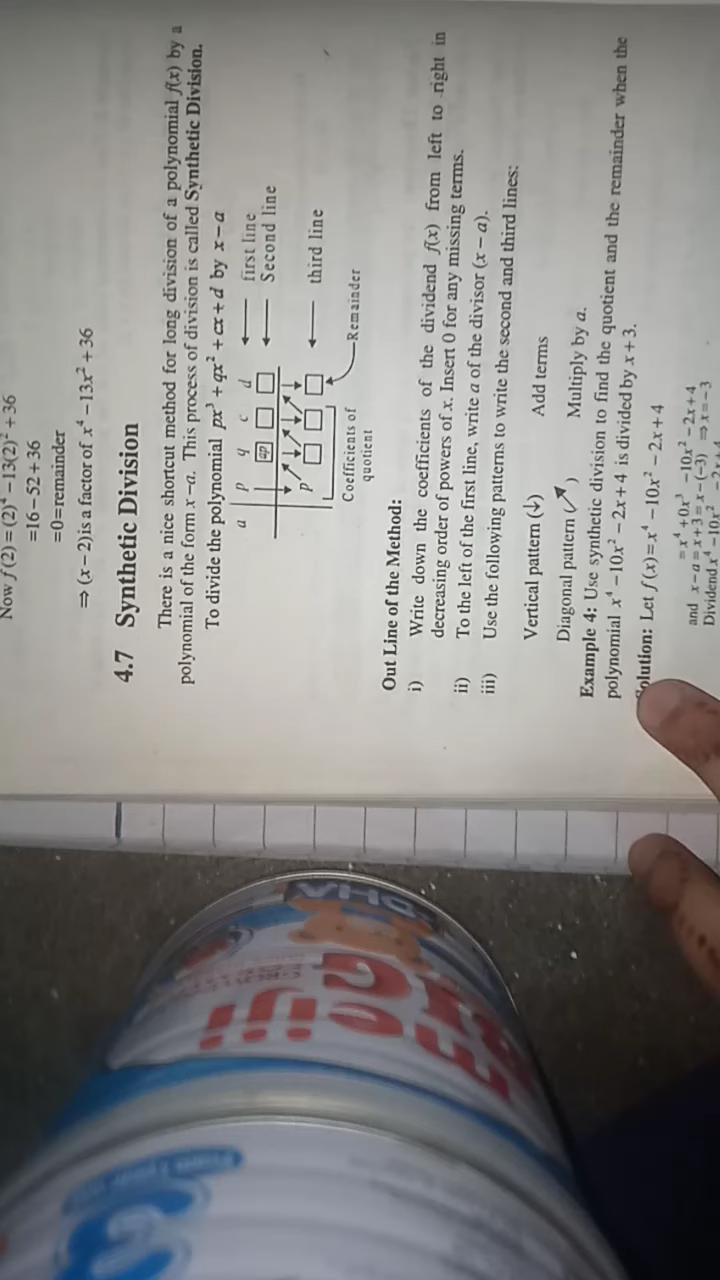 Now f(2)=(2)⁴−13(2)²+36
=16−52+36
=0=remainder
⇒(x−2)is a factor of x⁴−13x²+36
4.7 Synthetic Division
There is a nice shortcut method for long division of a polynomial f(x) by a
polynomial of the form x−a. This process of division is called Synthetic Division.
To divide the polynomial px³+qx²+cx+d by x−a
a p q c d ← first line
ap ← Second line
p ← third line
Remainder
Coefficients of
quotient
Out Line of the Method:
i) Write down the coefficients of the dividend f(x) from left to right in
decreasing order of powers of x. Insert 0 for any missing terms.
ii) To the left of the first line, write a of the divisor (x − a).
iii) Use the following patterns to write the second and third lines:
Vertical pattern (↓) Add terms
Diagonal pattern ↗) Multiply by a.
Example 4: Use synthetic division to find the quotient and the remainder when the
polynomial x⁴−10x²−2x+4 is divided by x+3.
Solution: Let f(x)=x⁴−10x²−2x+4
=x⁴+0x³−10x²−2x+4
and x−a=x+3=x−(−3) ⇒x=−3
Dividend x⁴−10x²−2x+4
DHA